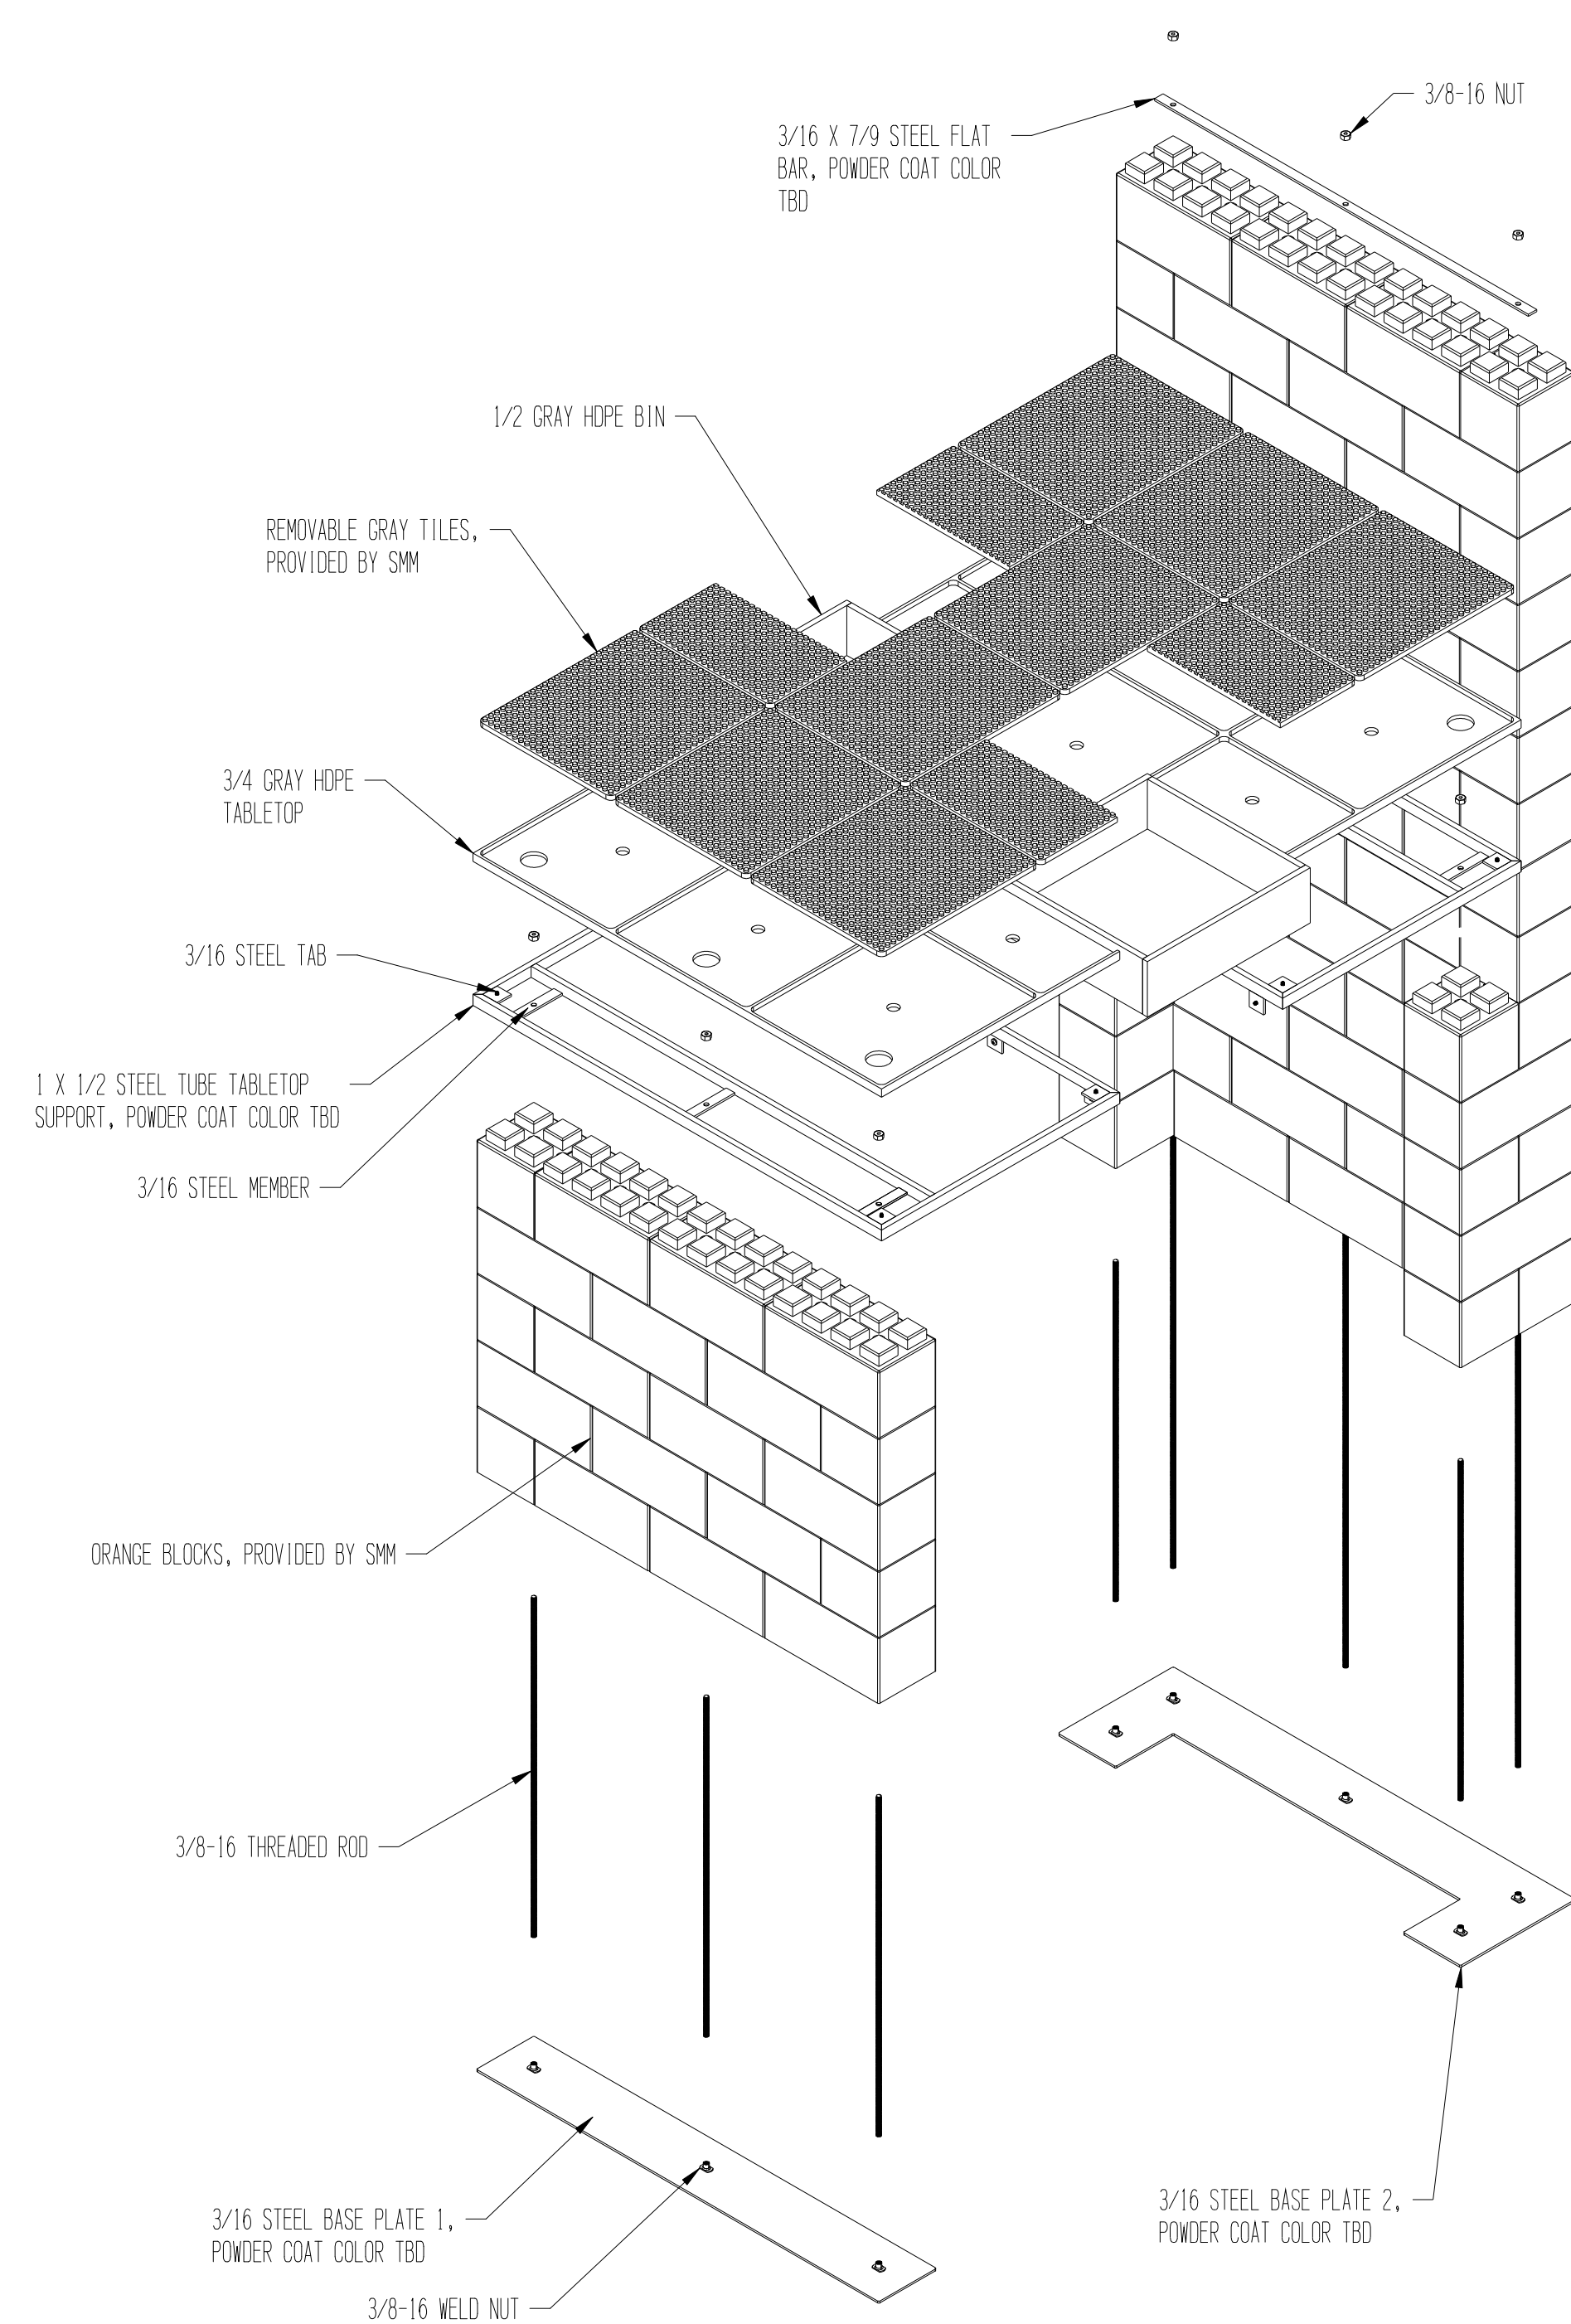 3/8-16 NUT
3/16 X 7/9 STEEL FLAT
BAR, POWDER COAT COLOR
TBD
1/2 GRAY HDPE BIN
REMOVABLE GRAY TILES,
PROVIDED BY SMM
3/4 GRAY HDPE
TABLETOP
3/16 STEEL TAB
1 X 1/2 STEEL TUBE TABLETOP
SUPPORT, POWDER COAT COLOR TBD
3/16 STEEL MEMBER
ORANGE BLOCKS, PROVIDED BY SMM
3/8-16 THREADED ROD
3/16 STEEL BASE PLATE 1,
POWDER COAT COLOR TBD
3/16 STEEL BASE PLATE 2,
POWDER COAT COLOR TBD
3/8-16 WELD NUT